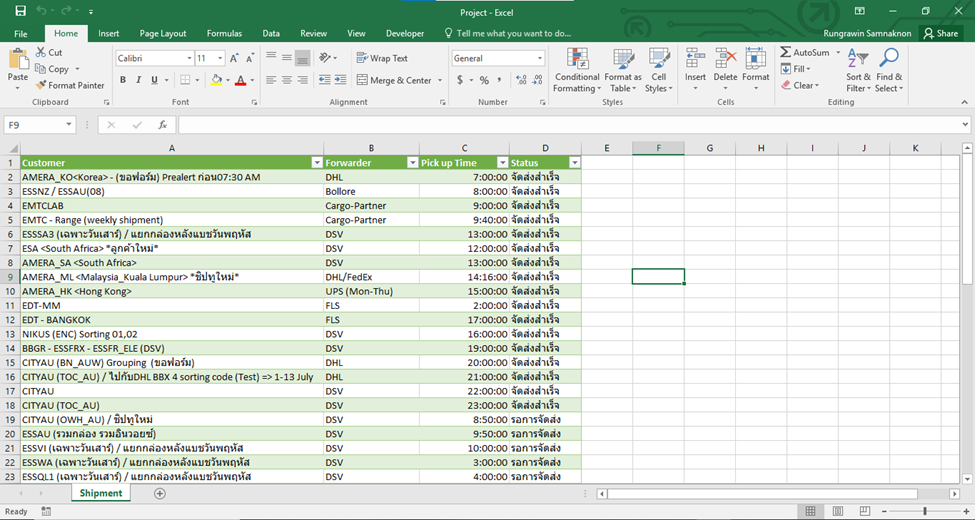 Project - Excel
File Home Insert Page Layout Formulas Data Review View Developer Tell me what you want to do... Rungrawin Samnaknon Share
Paste
Cut
Copy
Format Painter
Clipboard
Calibri 11
B I U
Font
Wrap Text
Merge & Center
Alignment
General
$ % ,
Number
Conditional Formatting
Format as Table
Cell Styles
Styles
Insert Delete Format
Cells
AutoSum
Fill
Clear
Sort & Filter
Find & Select
Editing
F9 fx
A B C D E F G H I J K
1 Customer Forwarder Pick up Time Status
2 AMERA_KO<Korea> - (ขอฟอร์ม) Prealert ก่อน07:30 AM DHL 7:00:00 จัดส่งสำเร็จ
3 ESSNZ / ESSAU(08) Bollore 8:00:00 จัดส่งสำเร็จ
4 EMTCLAB Cargo-Partner 9:00:00 จัดส่งสำเร็จ
5 EMTC - Range (weekly shipment) Cargo-Partner 9:40:00 จัดส่งสำเร็จ
6 ESSSA3 (เฉพาะวันเสาร์) / แยกกล่องหลังแบชวันพฤหัส DSV 13:00:00 จัดส่งสำเร็จ
7 ESA <South Africa> *ลูกค้าใหม่* DSV 12:00:00 จัดส่งสำเร็จ
8 AMERA_SA <South Africa> DSV 13:00:00 จัดส่งสำเร็จ
9 AMERA_ML <Malaysia_Kuala Lumpur> *ชิปทูใหม่* DHL/FedEx 14:16:00 จัดส่งสำเร็จ
10 AMERA_HK <Hong Kong> UPS (Mon-Thu) 15:00:00 จัดส่งสำเร็จ
11 EDT-MM FLS 2:00:00 จัดส่งสำเร็จ
12 EDT - BANGKOK FLS 17:00:00 จัดส่งสำเร็จ
13 NIKUS (ENC) Sorting 01,02 DSV 16:00:00 จัดส่งสำเร็จ
14 BBGR - ESSFRX - ESSFR_ELE (DSV) DSV 19:00:00 จัดส่งสำเร็จ
15 CITYAU (BN_AUW) Grouping (ขอฟอร์ม) DHL 20:00:00 จัดส่งสำเร็จ
16 CITYAU (TOC_AU) / ไปกับDHL BBX 4 sorting code (Test) => 1-13 July DHL 21:00:00 จัดส่งสำเร็จ
17 CITYAU DSV 22:00:00 จัดส่งสำเร็จ
18 CITYAU (TOC_AU) DSV 23:00:00 จัดส่งสำเร็จ
19 CITYAU (OWH_AU) / ชิปทูใหม่ DSV 8:50:00 รอการจัดส่ง
20 ESSAU (รวมกล่อง รวมอินวอยซ์) DSV 9:50:00 รอการจัดส่ง
21 ESSVI (เฉพาะวันเสาร์) / แยกกล่องหลังแบชวันพฤหัส DSV 10:00:00 รอการจัดส่ง
22 ESSWA (เฉพาะวันเสาร์) / แยกกล่องหลังแบชวันพฤหัส DSV 3:00:00 รอการจัดส่ง
23 ESSQL1 (เฉพาะวันเสาร์) / แยกกล่องหลังแบชวันพฤหัส DSV 4:00:00 รอการจัดส่ง
Shipment
Ready